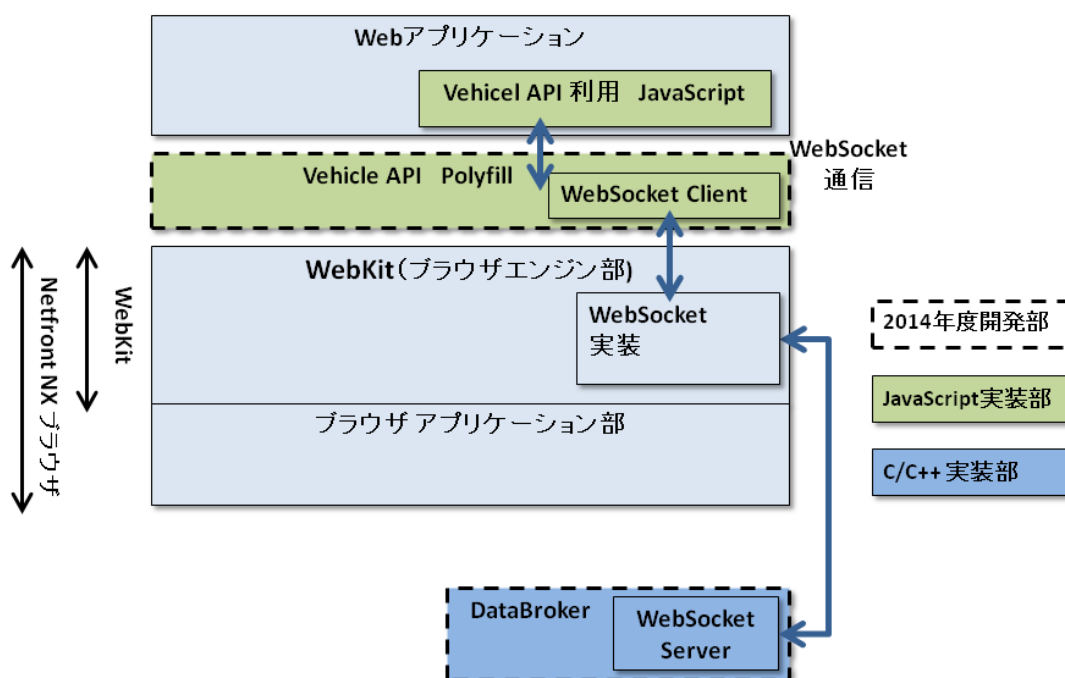 Webアプリケーション
Vehicel API 利用 JavaScript
Vehicle API Polyfill
WebSocket Client
WebSocket
通信
WebKit(ブラウザエンジン部)
WebSocket
実装
ブラウザ アプリケーション部
WebKit
Netfront NX ブラウザ
2014年度開発部
JavaScript実装部
C/C++ 実装部
DataBroker
WebSocket
Server